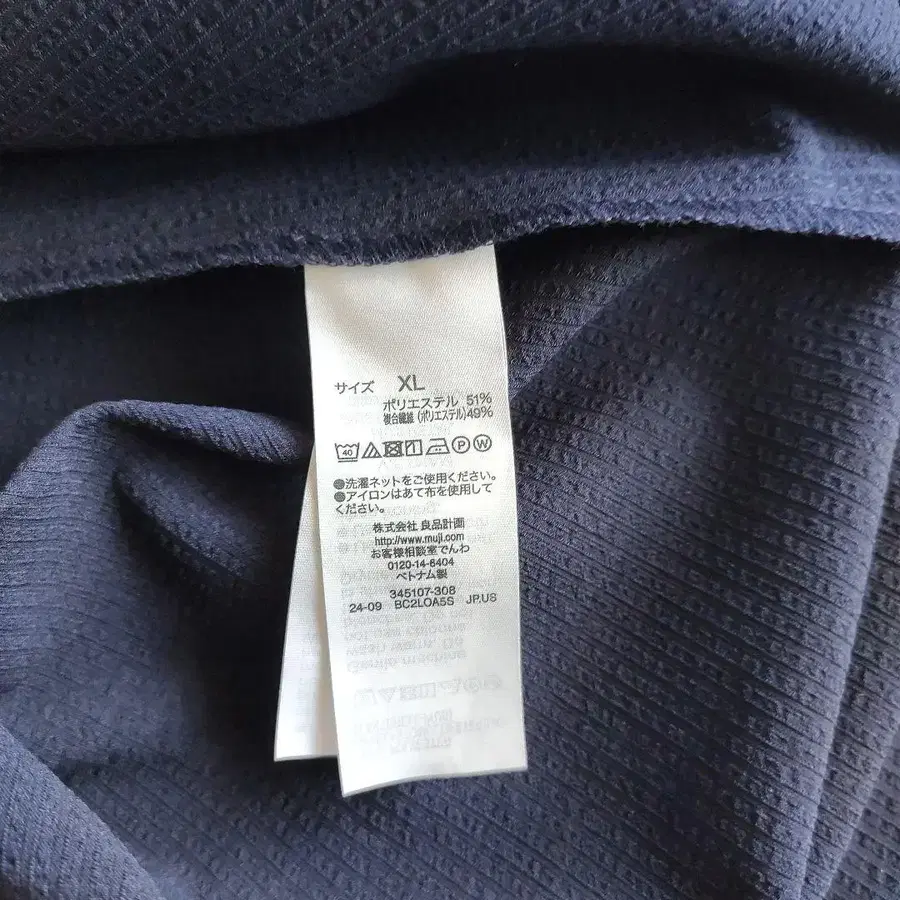 サイズ XL
ポリエステル 51%
複合繊維 (ポリエステル)49%
40 P W
●洗濯ネットをご使用ください。
●アイロンはあて布を使用して
ください。
株式会社 良品計画
http://www.muji.com
お客様相談室でんわ
0120-14-6404
ベトナム製
345107-308
24-09 BC2LOA5S JP.US